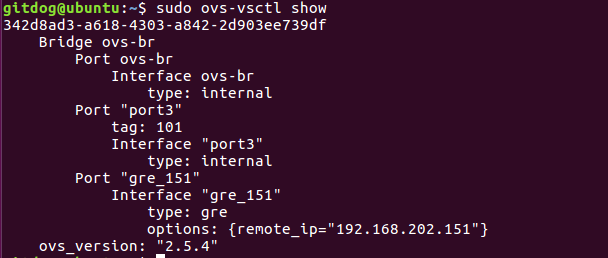 gitdog@ubuntu:~$ sudo ovs-vsctl show
342d8ad3-a618-4303-a842-2d903ee739df
    Bridge ovs-br
        Port ovs-br
            Interface ovs-br
                type: internal
        Port "port3"
            tag: 101
            Interface "port3"
                type: internal
        Port "gre_151"
            Interface "gre_151"
                type: gre
                options: {remote_ip="192.168.202.151"}
    ovs_version: "2.5.4"